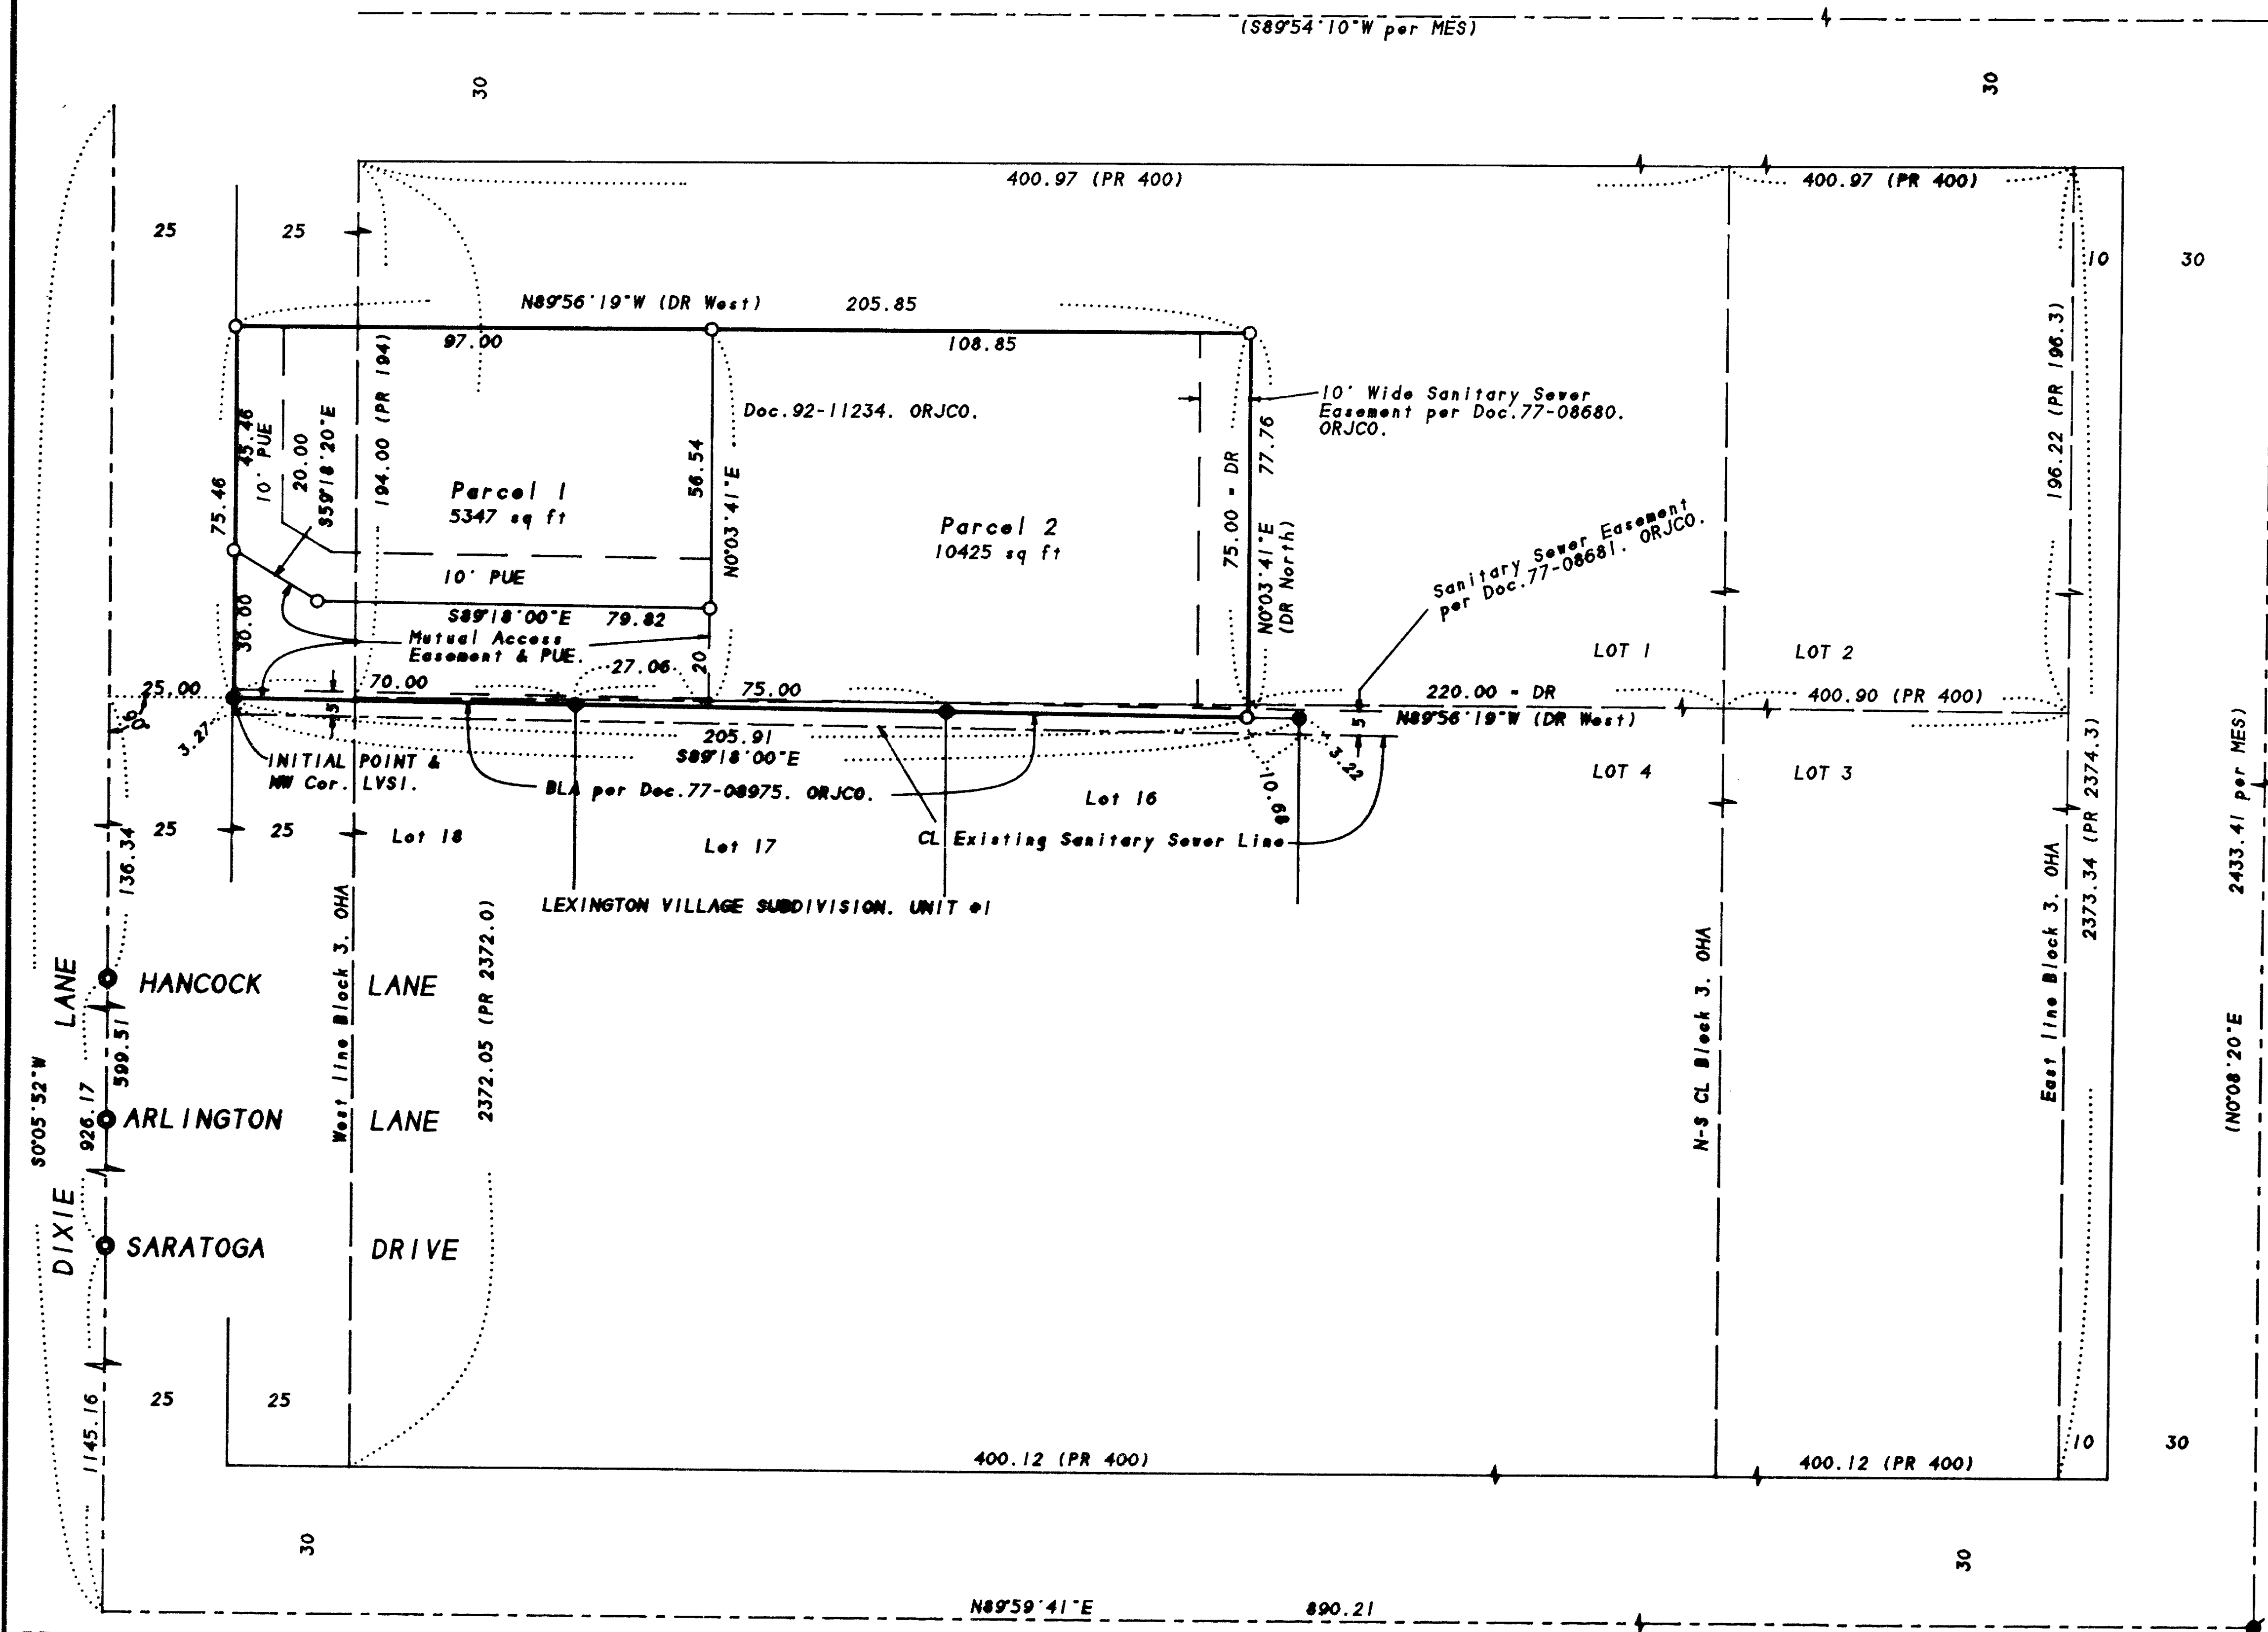 (S89°54'10"W per MES)
30
30
400.97 (PR 400)
400.97 (PR 400)
25
25
10
30
N89°56'19"W (DR West)
205.85
97.00
108.85
194.00 (PR 194)
196.22 (PR 196.3)
Doc.92-11234. ORJCO.
10' Wide Sanitary Sewer
Easement per Doc.77-08680.
ORJCO.
45.46
10' PUE
20.00
S59°18'20"E
75.46
Parcel 1
5347 sq ft
56.54
N0°03'41"E
Parcel 2
10425 sq ft
75.00 = DR
77.76
N0°03'41"E
(DR North)
Sanitary Sewer Easement
per Doc.77-08681. ORJCO.
10' PUE
S89°18'00"E 79.82
30.00
Mutual Access
Easement & PUE.
27.06
20
LOT 1
LOT 2
25.00
70.00
75.00
220.00 = DR
400.90 (PR 400)
90°
5
5
N89°56'19"W (DR West)
3.27
205.91
S89°18'00"E
3.22
10.68
INITIAL POINT &
NW Cor. LVS1.
BLA per Doc.77-08975. ORJCO.
LOT 4
LOT 3
Lot 16
25
25
Lot 18
Lot 17
CL Existing Sanitary Sewer Line
136.34
LEXINGTON VILLAGE SUBDIVISION. UNIT #1
2373.34 (PR 2374.3)
2433.41 per MES)
(N0°08'20"E
West line Block 3. OHA
2372.05 (PR 2372.0)
N-S CL Block 3. OHA
East line Block 3. OHA
DIXIE LANE
HANCOCK LANE
599.51
S0°05'52"W
926.17
ARLINGTON LANE
SARATOGA DRIVE
1145.16
25
25
400.12 (PR 400)
400.12 (PR 400)
10
30
30
30
N89°59'41"E
890.21